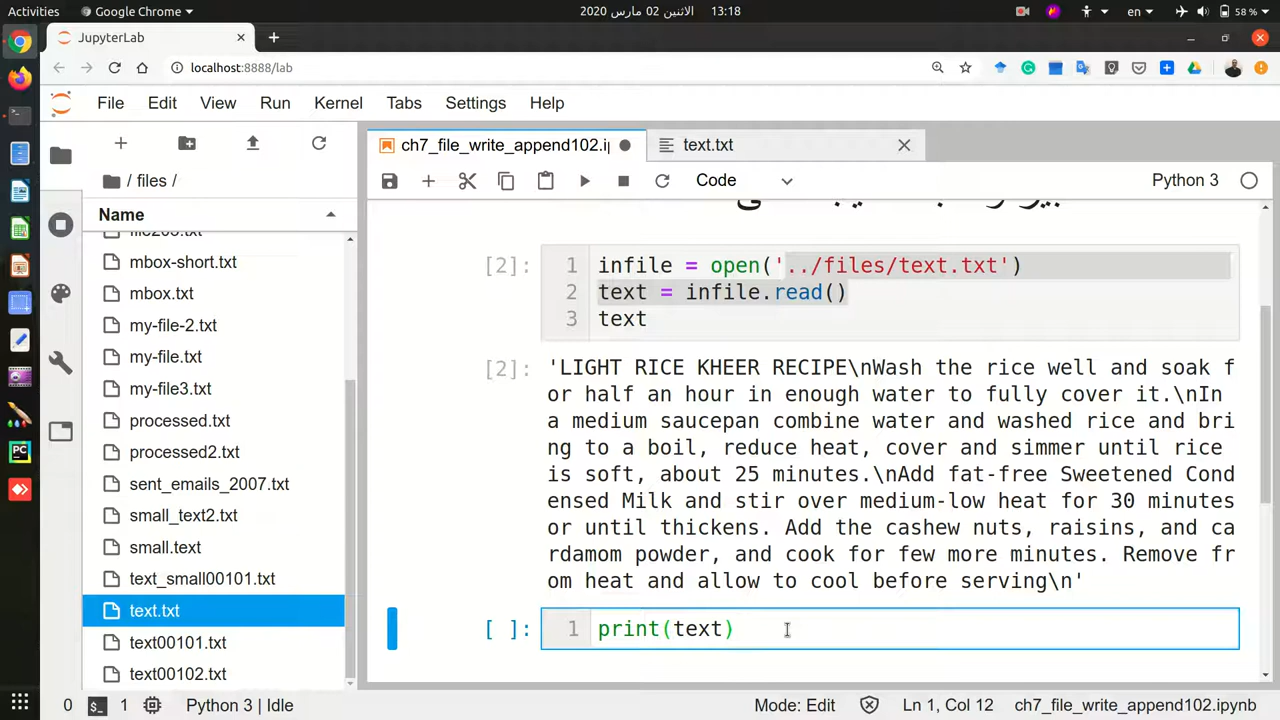 Activities
Google Chrome
الاثنين 02 مارس 2020 13:18
en
58 %
JupyterLab
localhost:8888/lab
File Edit View Run Kernel Tabs Settings Help
ch7_file_write_append102.i
text.txt
/ files /
Code
Python 3
Name
file205.txt
mbox-short.txt
mbox.txt
my-file-2.txt
my-file.txt
my-file3.txt
processed.txt
processed2.txt
sent_emails_2007.txt
small_text2.txt
small.text
text_small00101.txt
text.txt
text00101.txt
text00102.txt
[2]:
1 infile = open('../files/text.txt')
2 text = infile.read()
3 text
[2]:
'LIGHT RICE KHEER RECIPE\nWash the rice well and soak f
or half an hour in enough water to fully cover it.\nIn
a medium saucepan combine water and washed rice and bri
ng to a boil, reduce heat, cover and simmer until rice
is soft, about 25 minutes.\nAdd fat-free Sweetened Cond
ensed Milk and stir over medium-low heat for 30 minutes
or until thickens. Add the cashew nuts, raisins, and ca
rdamom powder, and cook for few more minutes. Remove fr
om heat and allow to cool before serving\n'
[ ]:
1 print(text)
0
1
Python 3 | Idle
Mode: Edit
Ln 1, Col 12
ch7_file_write_append102.ipynb